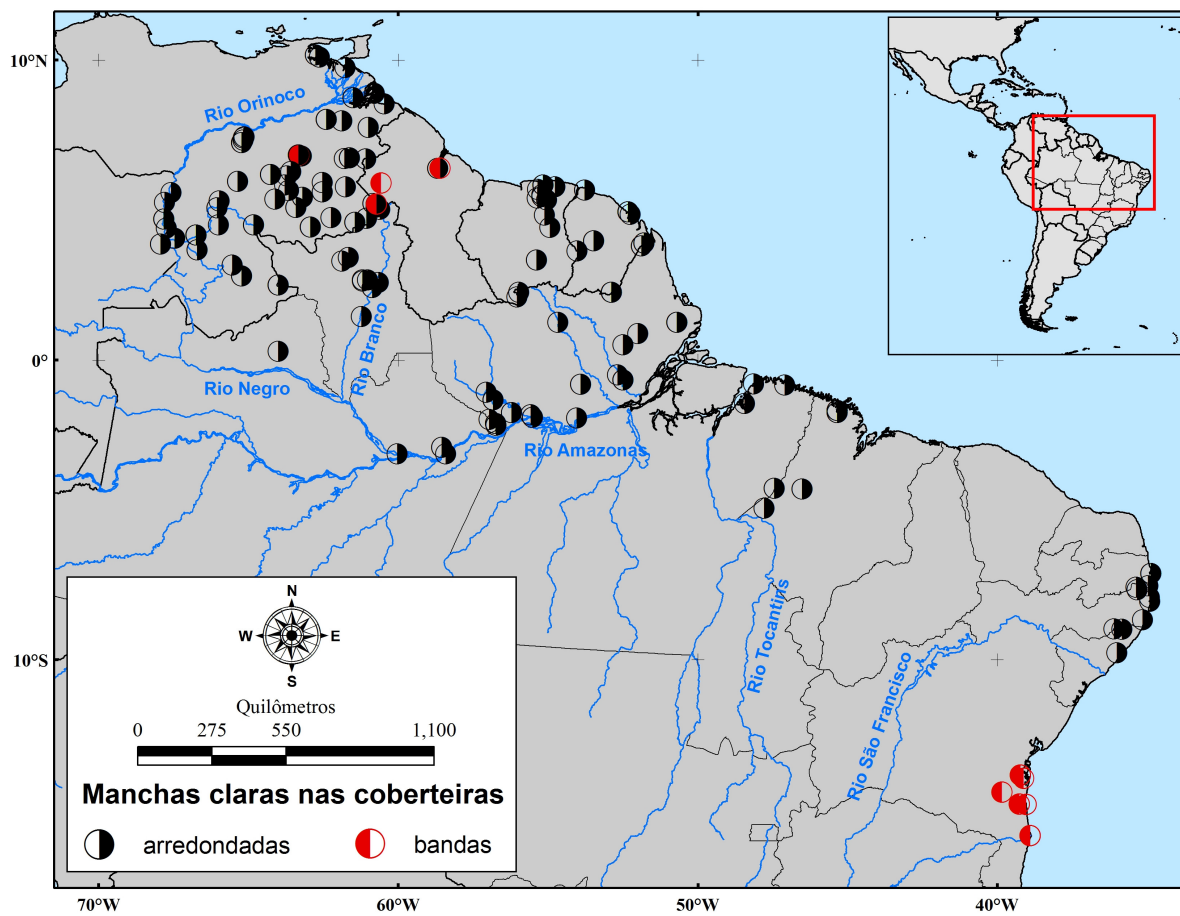 10°N
0°
10°S
70°W
60°W
50°W
40°W
Rio Orinoco
Rio Branco
Rio Negro
Rio Amazonas
Rio Tocantins
Rio São Francisco
N
W
E
S
Quilômetros
0 275 550 1,100
Manchas claras nas coberteiras
arredondadas bandas